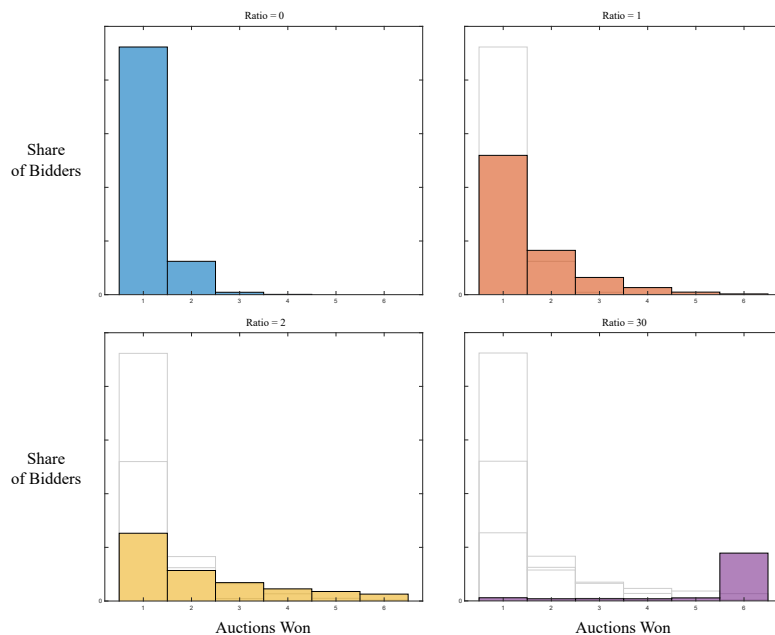 Ratio = 0
Ratio = 1
Share
of Bidders
0
1 2 3 4 5 6
0
1 2 3 4 5 6
Ratio = 2
Ratio = 30
Share
of Bidders
0
1 2 3 4 5 6
0
1 2 3 4 5 6
Auctions Won
Auctions Won